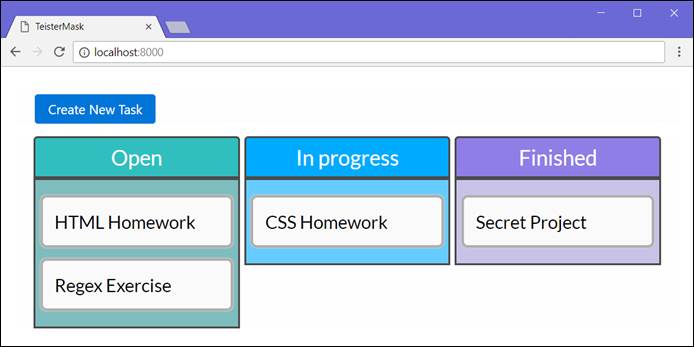 TeisterMask
localhost:8000
Create New Task
Open
In progress
Finished
HTML Homework
CSS Homework
Secret Project
Regex Exercise